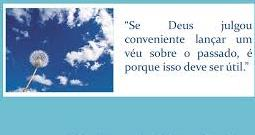 "Se Deus julgou
conveniente lançar um
véu sobre o passado, é
porque isso deve ser útil."